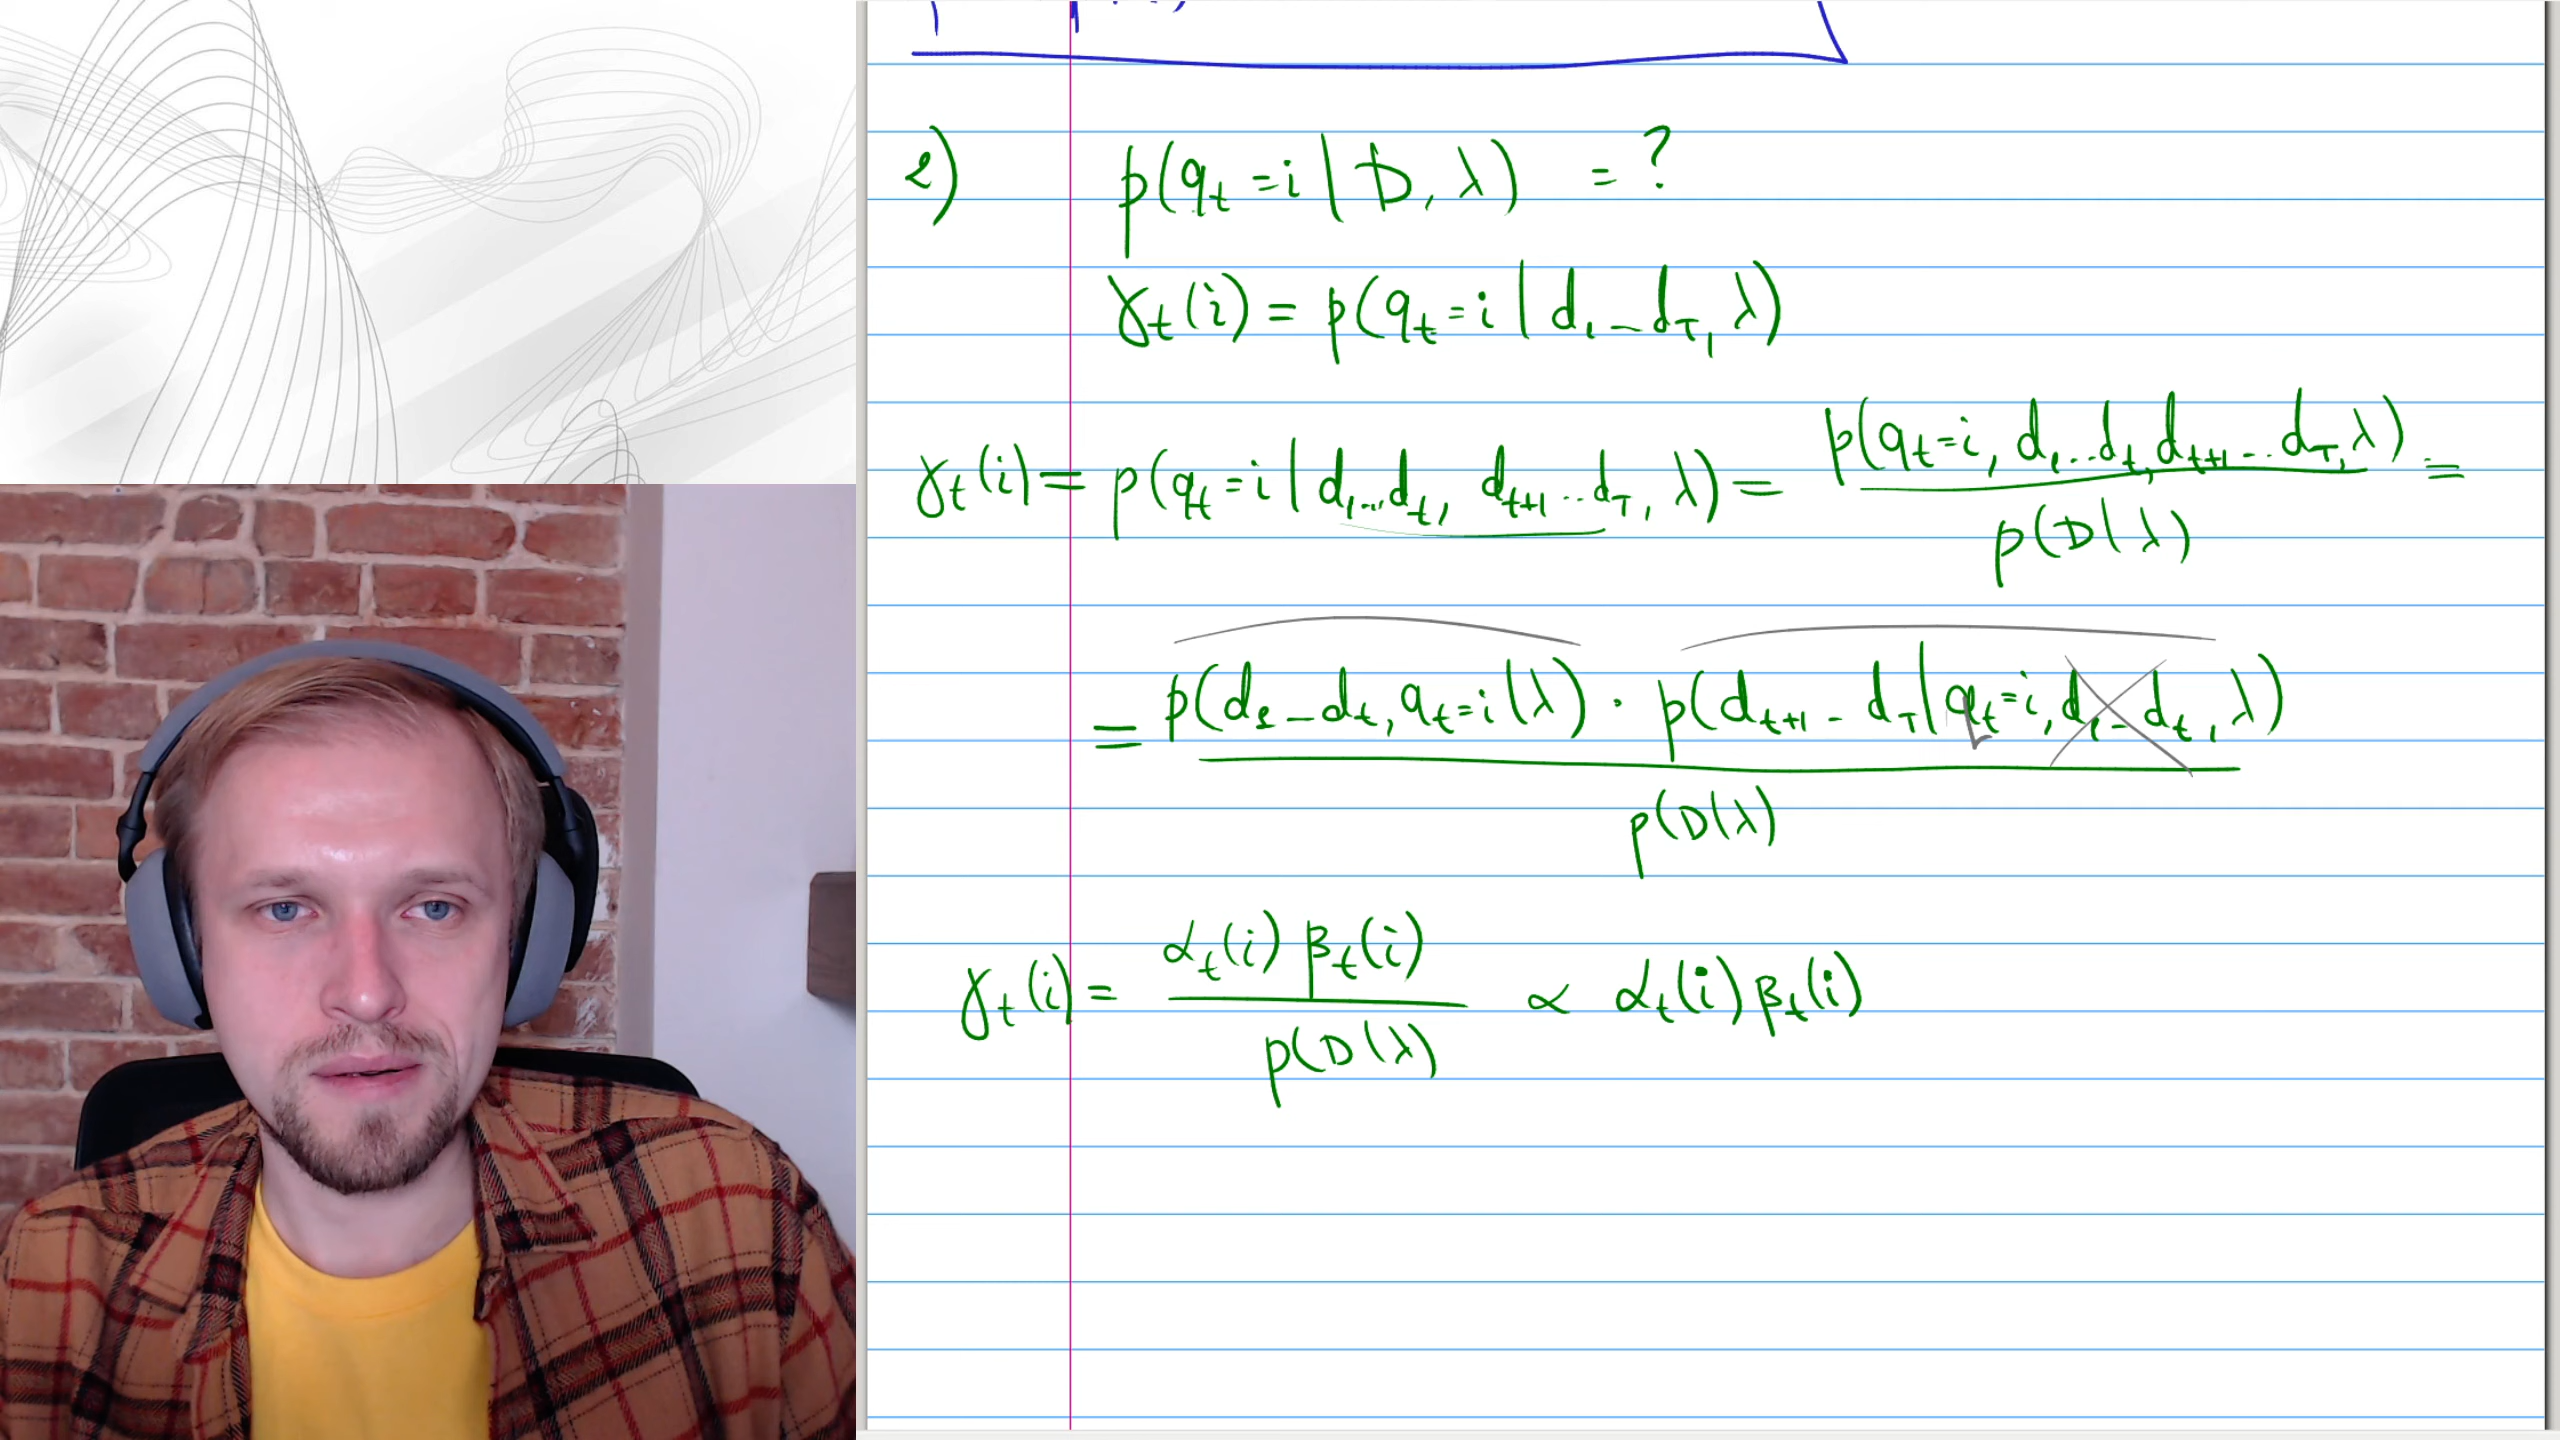 2) p(q_t = i | D, λ) = ?
γ_t(i) = p(q_t = i | d_1 – d_T, λ)
γ_t(i) = p(q_t = i | d_1...d_t, d_{t+1}...d_T, λ) = p(q_t = i, d_1...d_t, d_{t+1}...d_T, λ) / p(D|λ) =
= p(d_1 – d_t, q_t = i | λ) · p(d_{t+1} – d_T | q_t = i, d_1 – d_t, λ) / p(D|λ)
γ_t(i) = α_t(i) β_t(i) / p(D|λ) ∝ α_t(i) β_t(i)